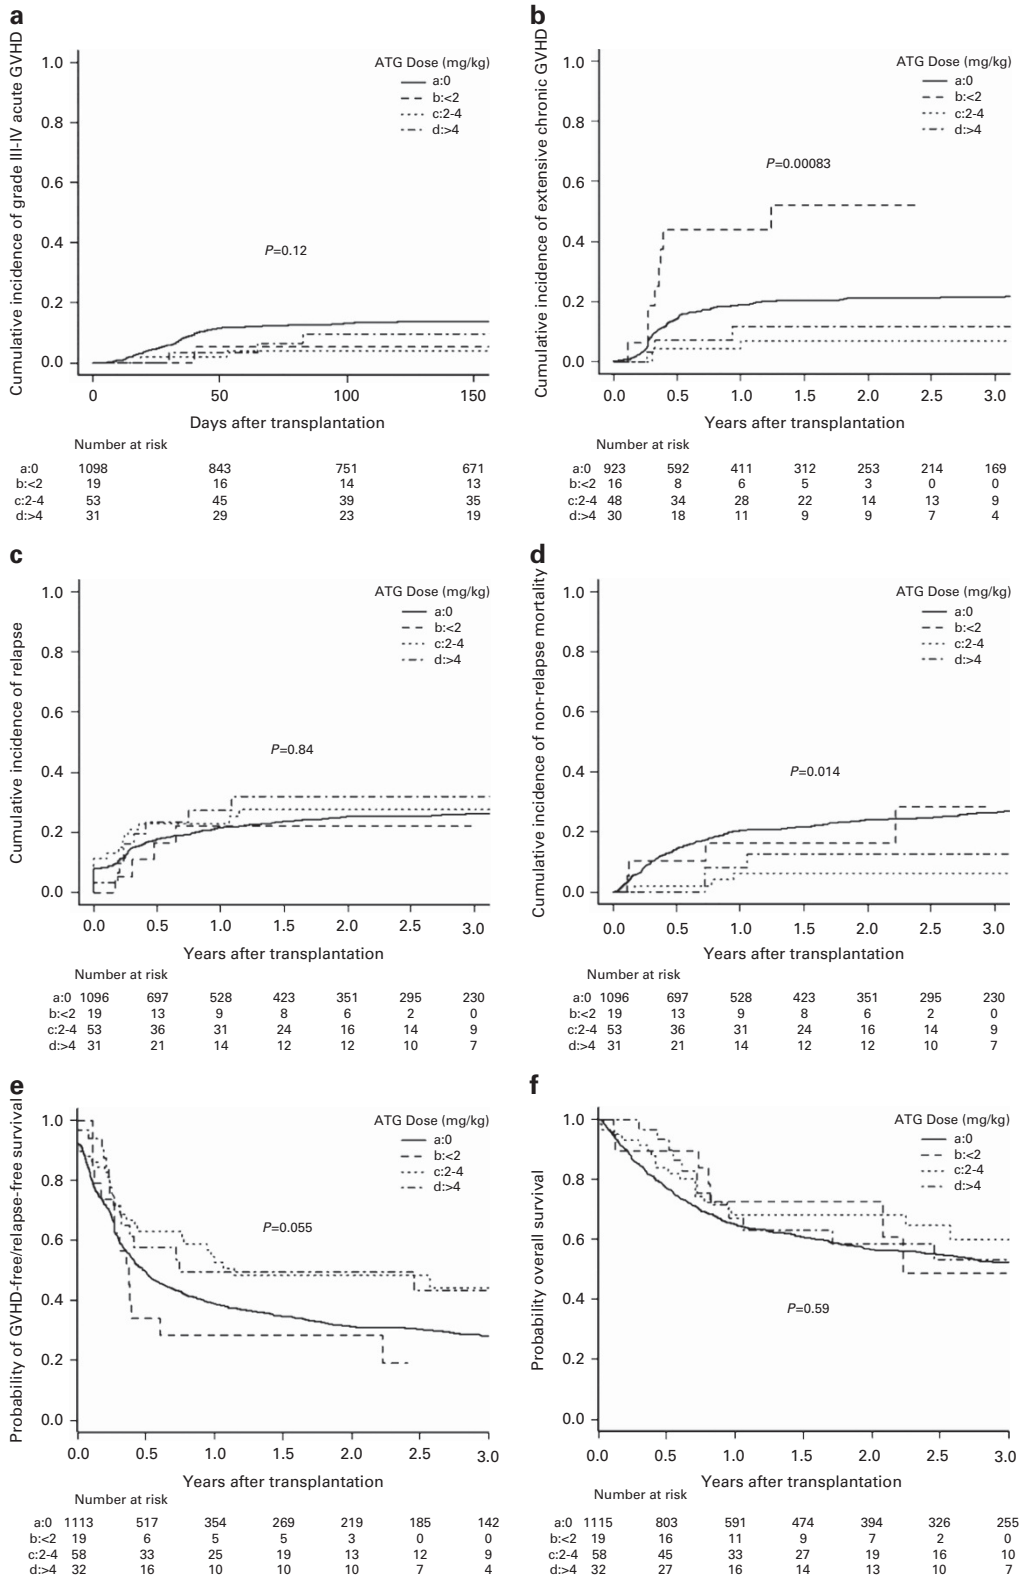 a
Cumulative incidence of grade III-IV acute GVHD
1.0
0.8
0.6
0.4
0.2
0.0
ATG Dose (mg/kg)
a:0
b:<2
c:2-4
d:>4
P=0.12
0 50 100 150
Days after transplantation
Number at risk
a:0 1098 843 751 671
b:<2 19 16 14 13
c:2-4 53 45 39 35
d:>4 31 29 23 19
b
Cumulative incidence of extensive chronic GVHD
1.0
0.8
0.6
0.4
0.2
0.0
ATG Dose (mg/kg)
a:0
b:<2
c:2-4
d:>4
P=0.00083
0.0 0.5 1.0 1.5 2.0 2.5 3.0
Years after transplantation
Number at risk
a:0 923 592 411 312 253 214 169
b:<2 16 8 6 5 3 0 0
c:2-4 48 34 28 22 14 13 9
d:>4 30 18 11 9 9 7 4
c
Cumulative incidence of relapse
1.0
0.8
0.6
0.4
0.2
0.0
ATG Dose (mg/kg)
a:0
b:<2
c:2-4
d:>4
P=0.84
0.0 0.5 1.0 1.5 2.0 2.5 3.0
Years after transplantation
Number at risk
a:0 1096 697 528 423 351 295 230
b:<2 19 13 9 8 6 2 0
c:2-4 53 36 31 24 16 14 9
d:>4 31 21 14 12 12 10 7
d
Cumulative incidence of non-relapse mortality
1.0
0.8
0.6
0.4
0.2
0.0
ATG Dose (mg/kg)
a:0
b:<2
c:2-4
d:>4
P=0.014
0.0 0.5 1.0 1.5 2.0 2.5 3.0
Years after transplantation
Number at risk
a:0 1096 697 528 423 351 295 230
b:<2 19 13 9 8 6 2 0
c:2-4 53 36 31 24 16 14 9
d:>4 31 21 14 12 12 10 7
e
Probability of GVHD-free/relapse-free survival
1.0
0.8
0.6
0.4
0.2
0.0
ATG Dose (mg/kg)
a:0
b:<2
c:2-4
d:>4
P=0.055
0.0 0.5 1.0 1.5 2.0 2.5 3.0
Years after transplantation
Number at risk
a:0 1113 517 354 269 219 185 142
b:<2 19 6 5 5 3 0 0
c:2-4 58 33 25 19 13 12 9
d:>4 32 16 10 10 10 7 4
f
Probability overall survival
1.0
0.8
0.6
0.4
0.2
0.0
ATG Dose (mg/kg)
a:0
b:<2
c:2-4
d:>4
P=0.59
0.0 0.5 1.0 1.5 2.0 2.5 3.0
Years after transplantation
Number at risk
a:0 1115 803 591 474 394 326 255
b:<2 19 16 11 9 7 2 0
c:2-4 58 45 33 27 19 16 10
d:>4 32 27 16 14 13 10 7